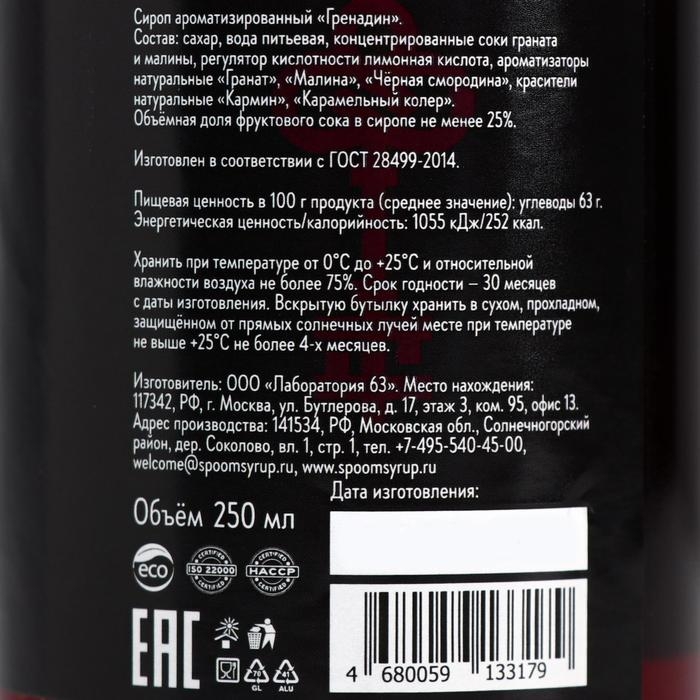 Сироп ароматизированный «Гренадин».
Состав: сахар, вода питьевая, концентрированные соки граната
и малины, регулятор кислотности лимонная кислота, ароматизаторы
натуральные «Гранат», «Малина», «Чёрная смородина», красители
натуральные «Кармин», «Карамельный колер».
Объёмная доля фруктового сока в сиропе не менее 25%.
Изготовлен в соответствии с ГОСТ 28499-2014.
Пищевая ценность в 100 г продукта (среднее значение): углеводы 63 г.
Энергетическая ценность/калорийность: 1055 кДж/252 ккал.
Хранить при температуре от 0°С до +25°С и относительной
влажности воздуха не более 75%. Срок годности – 30 месяцев
с даты изготовления. Вскрытую бутылку хранить в сухом, прохладном,
защищённом от прямых солнечных лучей месте при температуре
не выше +25°С не более 4-х месяцев.
Изготовитель: ООО «Лаборатория 63». Место нахождения:
117342, РФ, г. Москва, ул. Бутлерова, д. 17, этаж 3, ком. 95, офис 13.
Адрес производства: 141534, РФ, Московская обл., Солнечногорский
район, дер. Соколово, вл. 1, стр. 1, тел. +7-495-540-45-00,
welcome@spoomsyrup.ru, www.spoomsyrup.ru
Дата изготовления:
Объём 250 мл
eco
CERTIFIED
ISO 22000
CERTIFIED
CERTIFIED
HACCP
CERTIFIED
EAC
70
GL
41
ALU
4 680059 133179